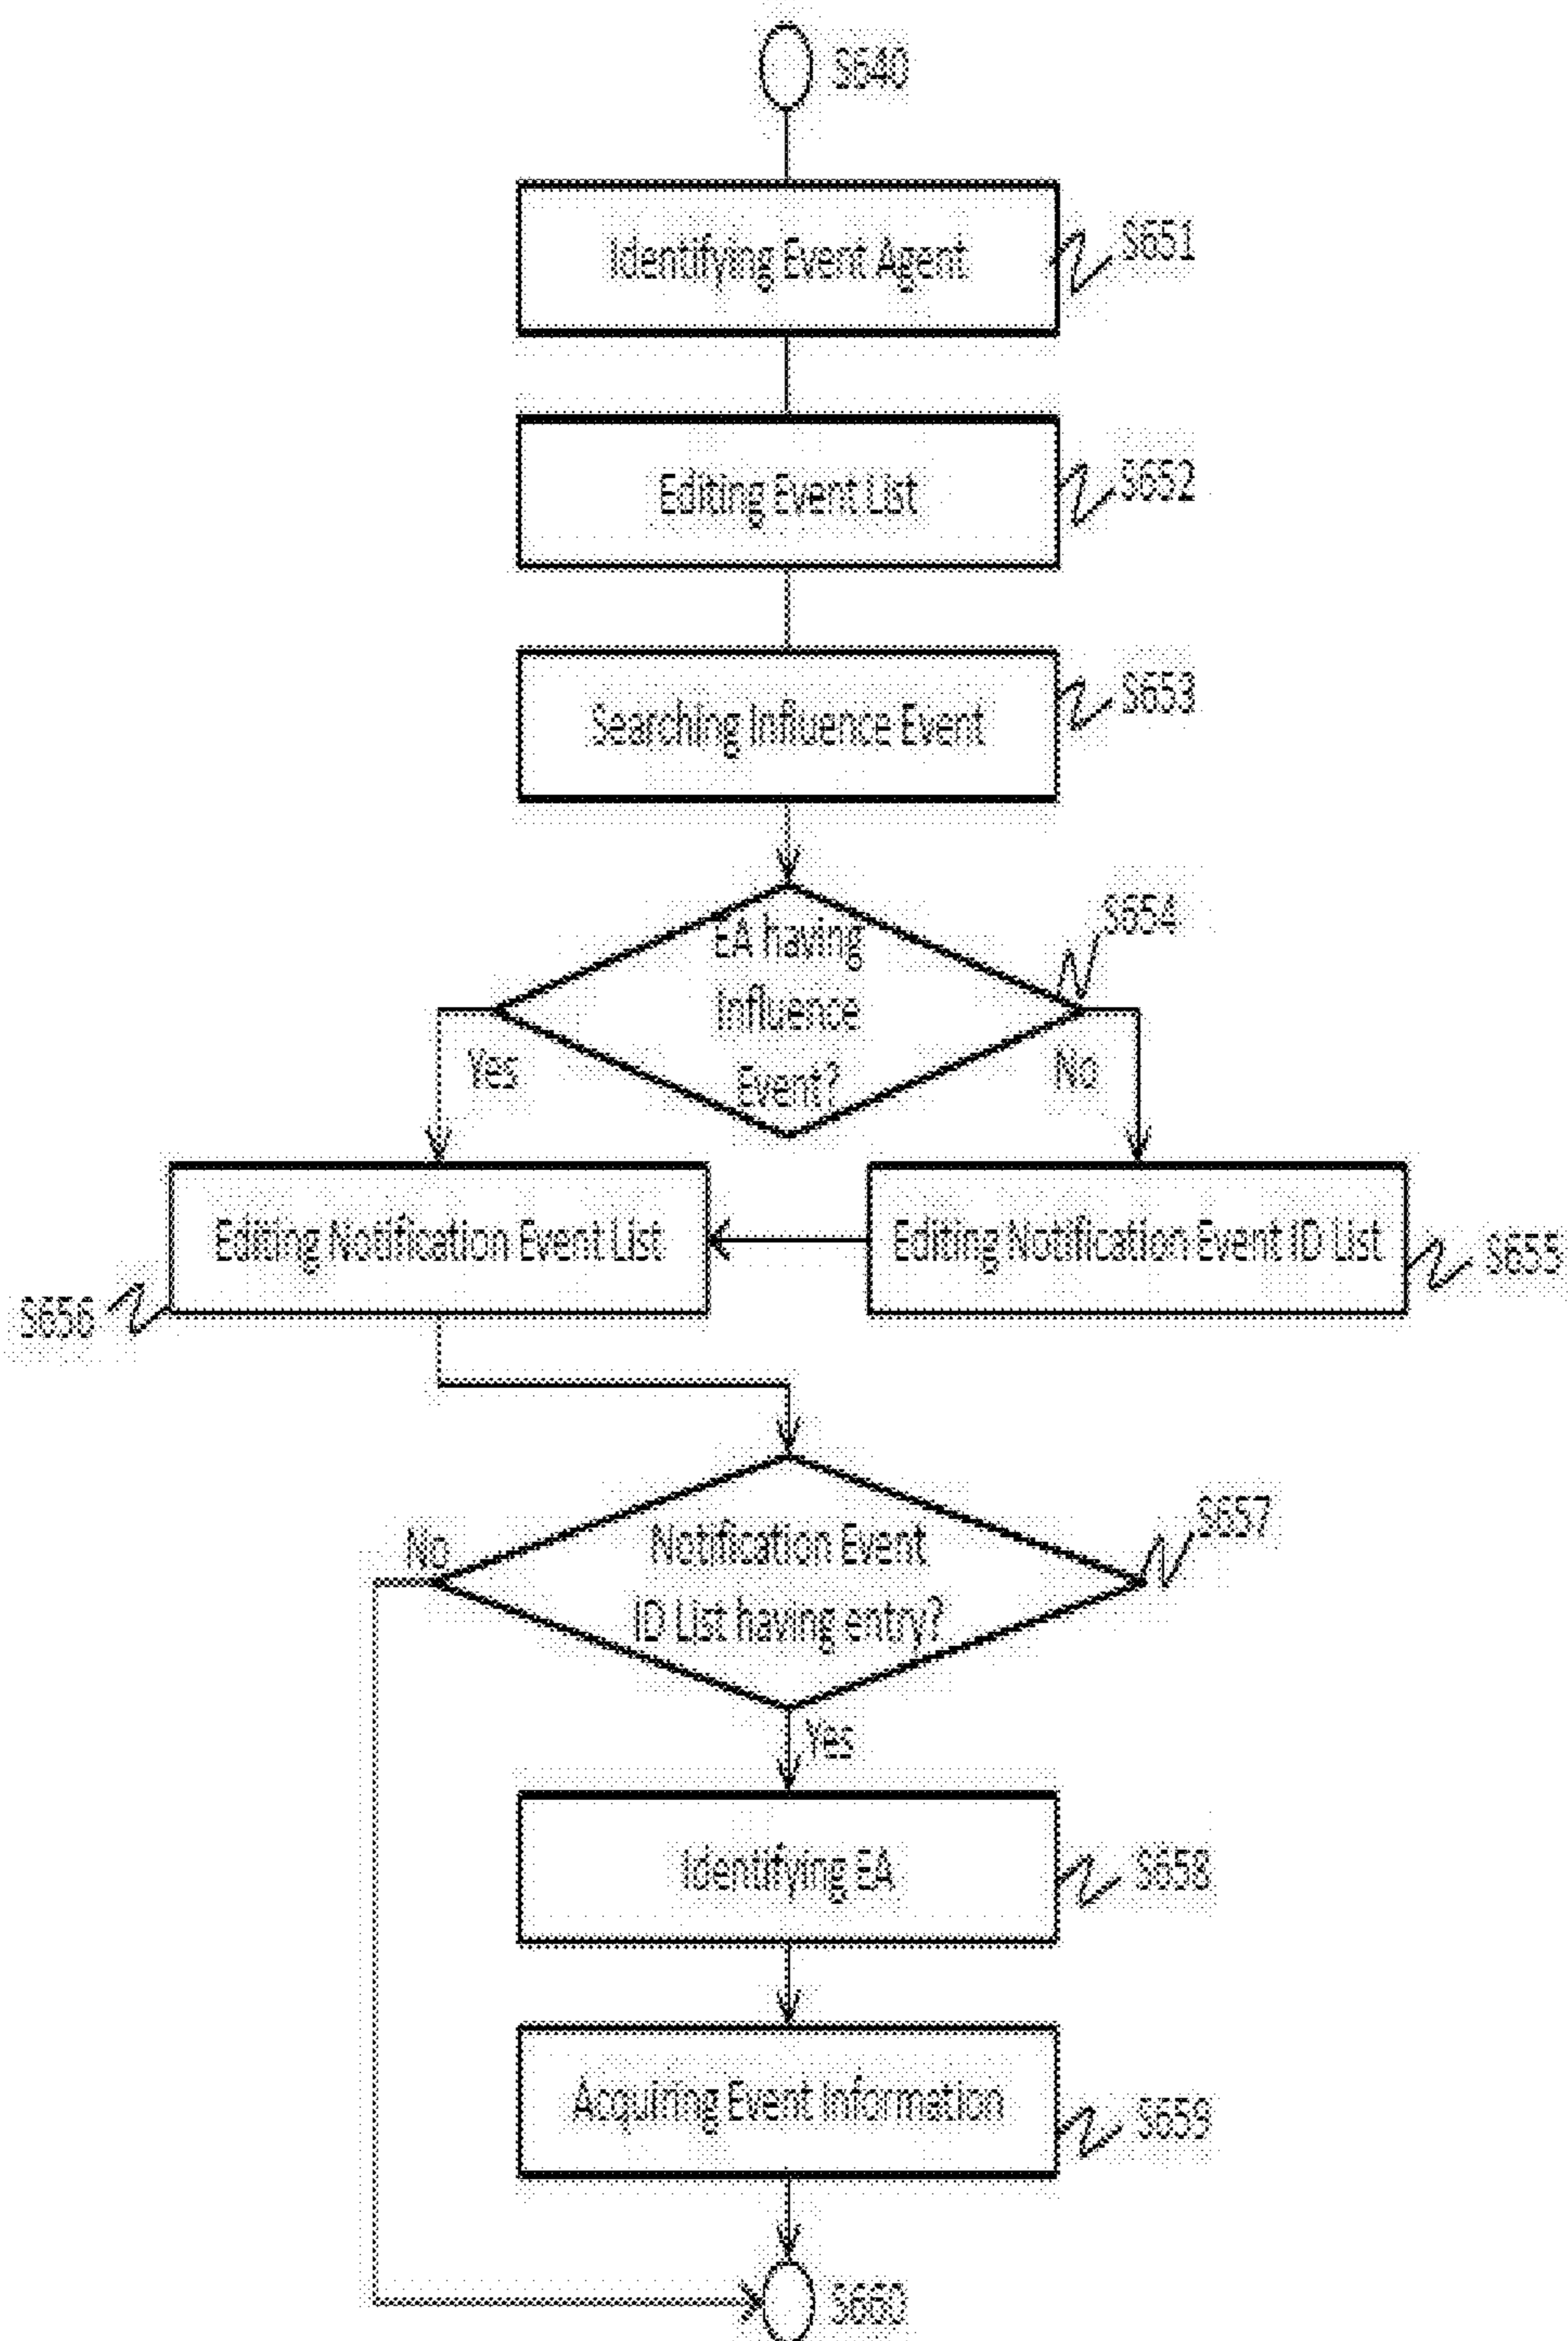 S640
Identifying Event Agent
S651
Editing Event List
S652
Searching Influence Event
S653
EA having
Influence
Event?
S654
Yes
No
Editing Notification Event List
S656
Editing Notification Event ID List
S655
Notification Event
ID List having entry?
S657
No
Yes
Identifying EA
S658
Acquiring Event Information
S659
S660